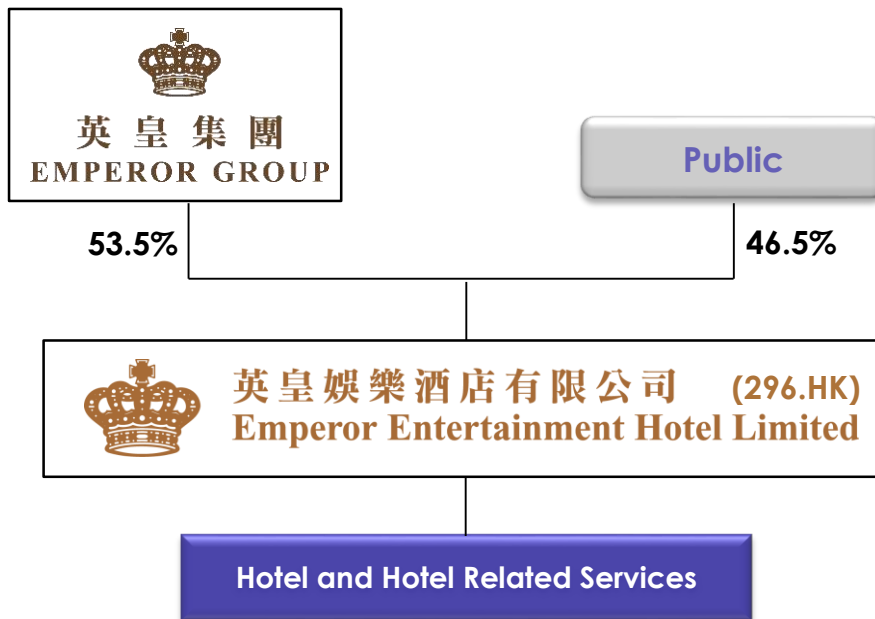 英皇集團
EMPEROR GROUP
Public
53.5%
46.5%
英皇娛樂酒店有限公司 (296.HK)
Emperor Entertainment Hotel Limited
Hotel and Hotel Related Services